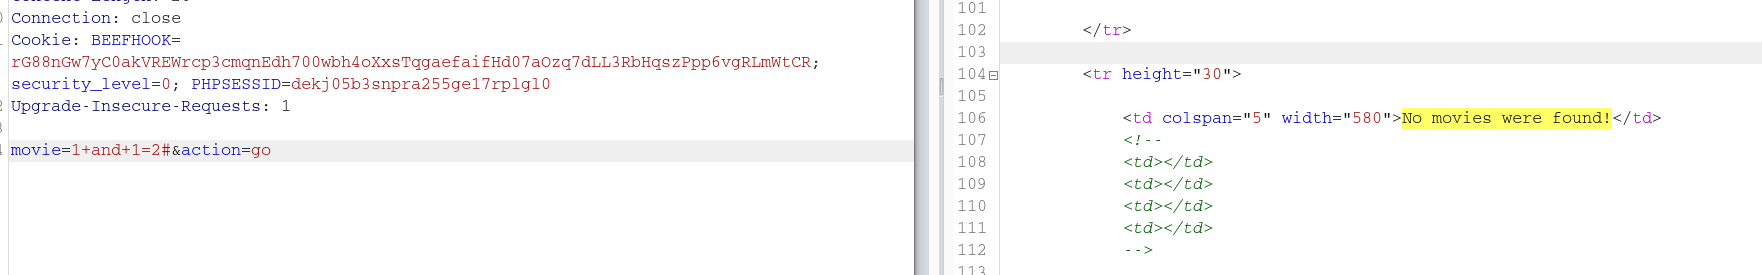 Connection: close
Cookie: BEEFHOOK=
rG88nGw7yC0akVREWrcp3cmqnEdh700wbh4oXxsTqgaefaifHd07aOzq7dLL3RbHqszPpp6vgRLmWtCR;
security_level=0; PHPSESSID=dekj05b3snpra255ge17rplgl0
Upgrade-Insecure-Requests: 1
movie=1+and+1=2#&action=go
101
102 </tr>
103
104 <tr height="30">
105
106 <td colspan="5" width="580">No movies were found!</td>
107 <!--
108 <td></td>
109 <td></td>
110 <td></td>
111 <td></td>
112 -->
113